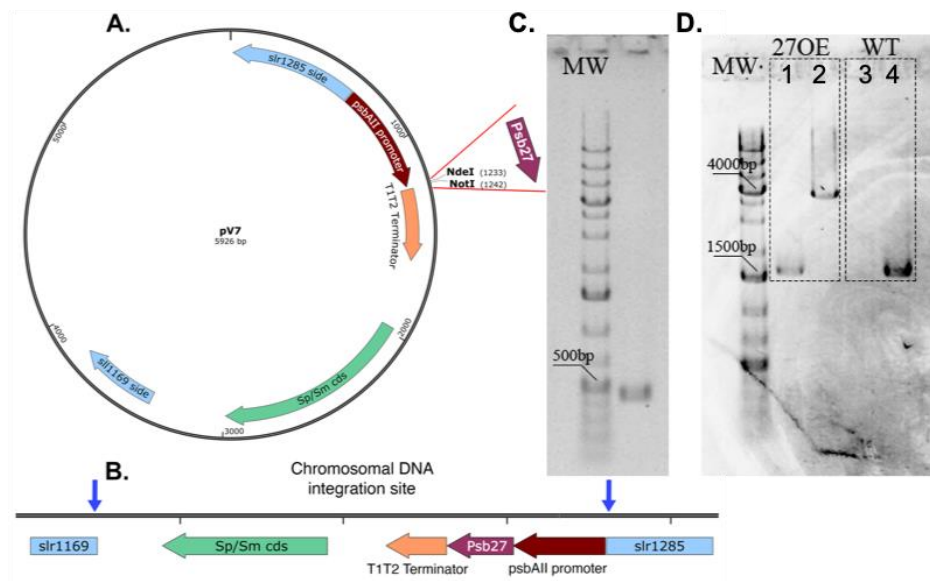 A.
slr1285 side
psbAII promoter
1000
NdeI (1233)
NotI (1242)
Psb27
T1T2 Terminator
pV7
5926 bp
5000
4000
2000
3000
sll1169 side
Sp/Sm cds
C.
MW
500bp
D.
27OE WT
MW 1 2 3 4
4000bp
1500bp
B.
Chromosomal DNA
integration site
slr1169
Sp/Sm cds
Psb27
slr1285
T1T2 Terminator
psbAII promoter